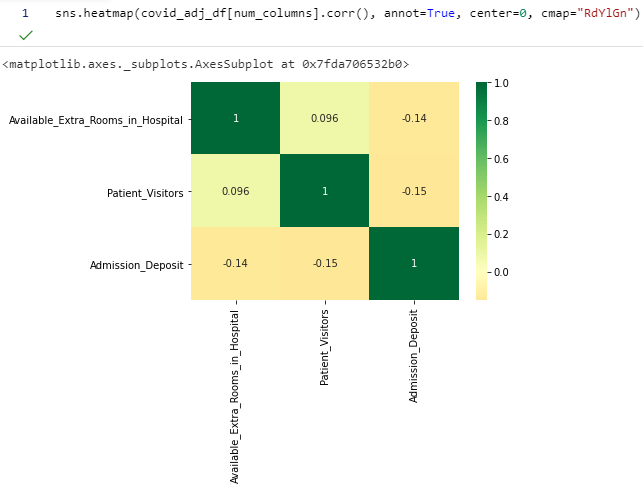 1 sns.heatmap(covid_adj_df[num_columns].corr(), annot=True, center=0, cmap="RdYlGn")
<matplotlib.axes._subplots.AxesSubplot at 0x7fda706532b0>
1.0
Available_Extra_Rooms_in_Hospital 1 0.096 -0.14
0.8
0.6
Patient_Visitors 0.096 1 -0.15
0.4
0.2
Admission_Deposit -0.14 -0.15 1
0.0
Available_Extra_Rooms_in_Hospital
Patient_Visitors
Admission_Deposit